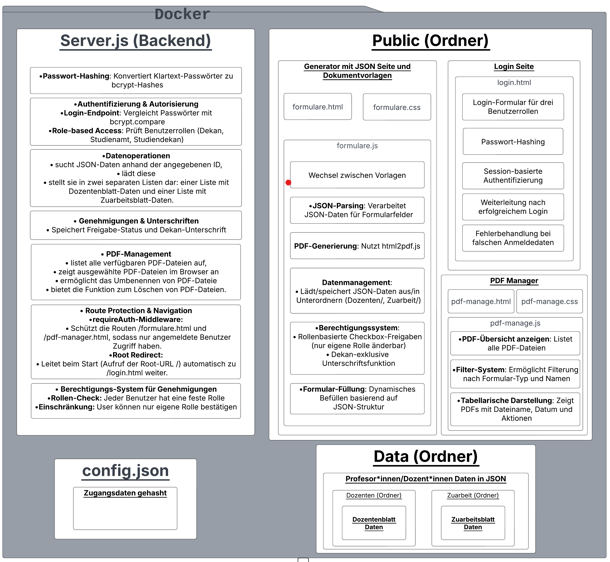 Docker
Server.js (Backend)
•Passwort-Hashing: Konvertiert Klartext-Passwörter zu
bcrypt-Hashes
•Authentifizierung & Autorisierung
•Login-Endpoint: Vergleicht Passwörter mit
bcrypt.compare
•Role-based Access: Prüft Benutzerrollen (Dekan,
Studienamt, Studiendekan)
•Datenoperationen
• sucht JSON-Daten anhand der angegebenen ID,
• lädt diese
• stellt sie in zwei separaten Listen dar: einer Liste mit
Dozentenblatt-Daten und einer Liste mit
Zuarbeitsblatt-Daten.
• Genehmigungen & Unterschriften
• Speichert Freigabe-Status und Dekan-Unterschrift
• PDF-Management
• listet alle verfügbaren PDF-Dateien auf,
• zeigt ausgewählte PDF-Dateien im Browser an
• ermöglicht das Umbenennen von PDF-Datei
• bietet die Funktion zum Löschen von PDF-Dateien.
• Route Protection & Navigation
•requireAuth-Middleware:
• Schützt die Routen /formulare.html und
/pdf-manager.html, sodass nur angemeldete Benutzer
Zugriff haben.
•Root Redirect:
• Leitet beim Start (Aufruf der Root-URL /) automatisch zu
/login.html weiter.
• Berechtigungs-System für Genehmigungen
•Rollen-Check: Jeder Benutzer hat eine feste Rolle
•Einschränkung: User können nur eigene Rolle bestätigen
config.json
Zugangsdaten gehasht
Public (Ordner)
Generator mit JSON Seite und
Dokumentvorlagen
formulare.html
formulare.css
formulare.js
Wechsel zwischen Vorlagen
•JSON-Parsing: Verarbeitet
JSON-Daten für Formularfelder
PDF-Generierung: Nutzt html2pdf.js
Datenmanagement:
• Lädt/speichert JSON-Daten aus/in
Unterordnern (Dozenten/, Zuarbeit/)
•Berechtigungssystem:
• Rollenbasierte Checkbox-Freigaben
(nur eigene Rolle änderbar)
• Dekan-exklusive
Unterschriftsfunktion
•Formular-Füllung: Dynamisches
Befüllen basierend auf
JSON-Struktur
Login Seite
login.html
Login-Formular für drei
Benutzerrollen
Passwort-Hashing
Session-basierte
Authentifizierung
Weiterleitung nach
erfolgreichem Login
Fehlerbehandlung bei
falschen Anmeldedaten
PDF Manager
pdf-manage.html
pdf-manage.css
pdf-manage.js
•PDF-Übersicht anzeigen: Listet
alle PDF-Dateien
•Filter-System: Ermöglicht Filterung
nach Formular-Typ und Namen
•Tabellarische Darstellung: Zeigt
PDFs mit Dateiname, Datum und
Aktionen
Data (Ordner)
Profesor*innen/Dozent*innen Daten in JSON
Dozenten (Ordner)
Dozentenblatt
Daten
Zuarbeit (Ordner)
Zuarbeitsblatt
Daten